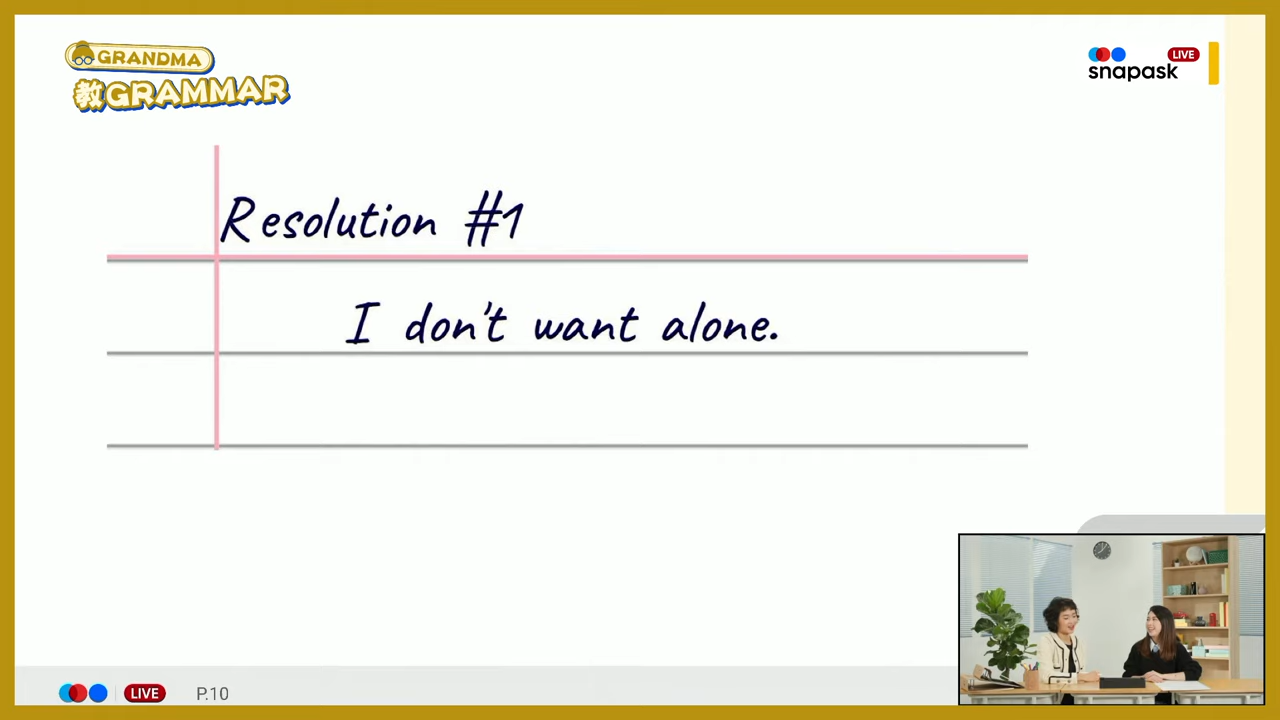 GRANDMA
教GRAMMAR
LIVE
snapask
Resolution #1
I don't want alone.
LIVE
P.10